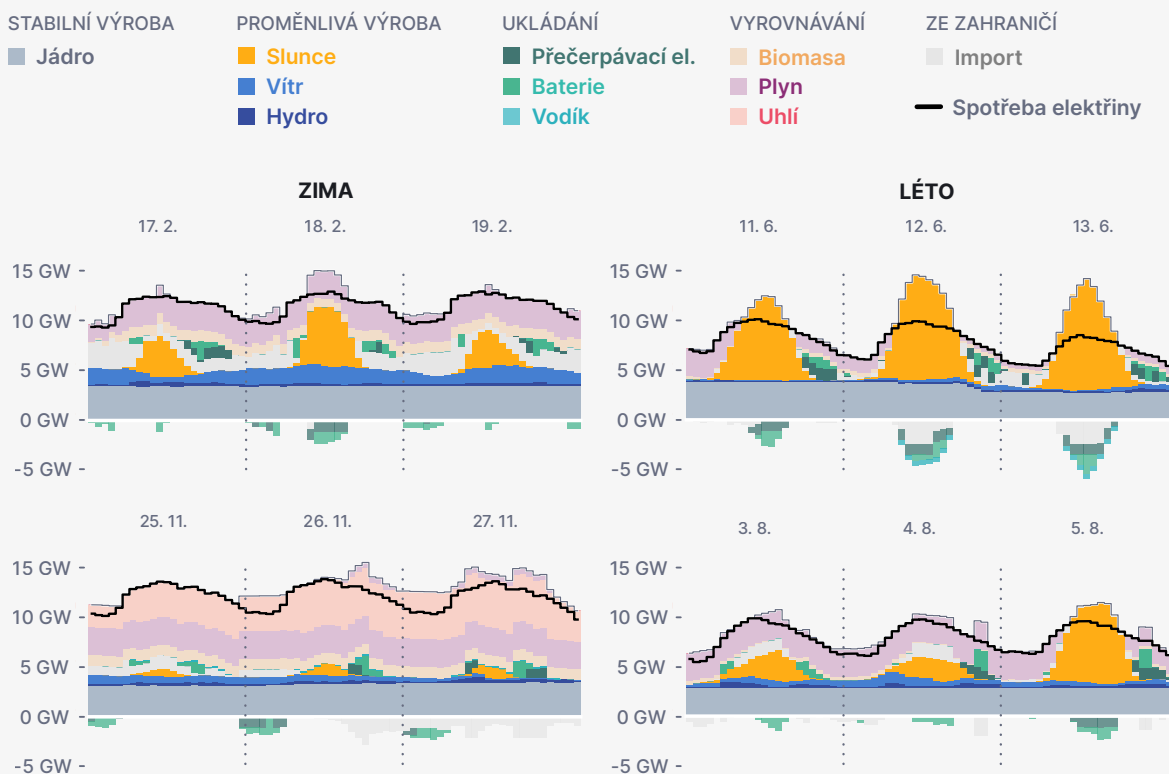 STABILNÍ VÝROBA
Jádro
PROMĚNLIVÁ VÝROBA
Slunce
Vítr
Hydro
UKLÁDÁNÍ
Přečerpávací el.
Baterie
Vodík
VYROVNÁVÁNÍ
Biomasa
Plyn
Uhlí
ZE ZAHRANIČÍ
Import
Spotřeba elektřiny
ZIMA
17. 2. 18. 2. 19. 2.
15 GW
10 GW
5 GW
0 GW
-5 GW
25. 11. 26. 11. 27. 11.
15 GW
10 GW
5 GW
0 GW
-5 GW
LÉTO
11. 6. 12. 6. 13. 6.
15 GW
10 GW
5 GW
0 GW
-5 GW
3. 8. 4. 8. 5. 8.
15 GW
10 GW
5 GW
0 GW
-5 GW